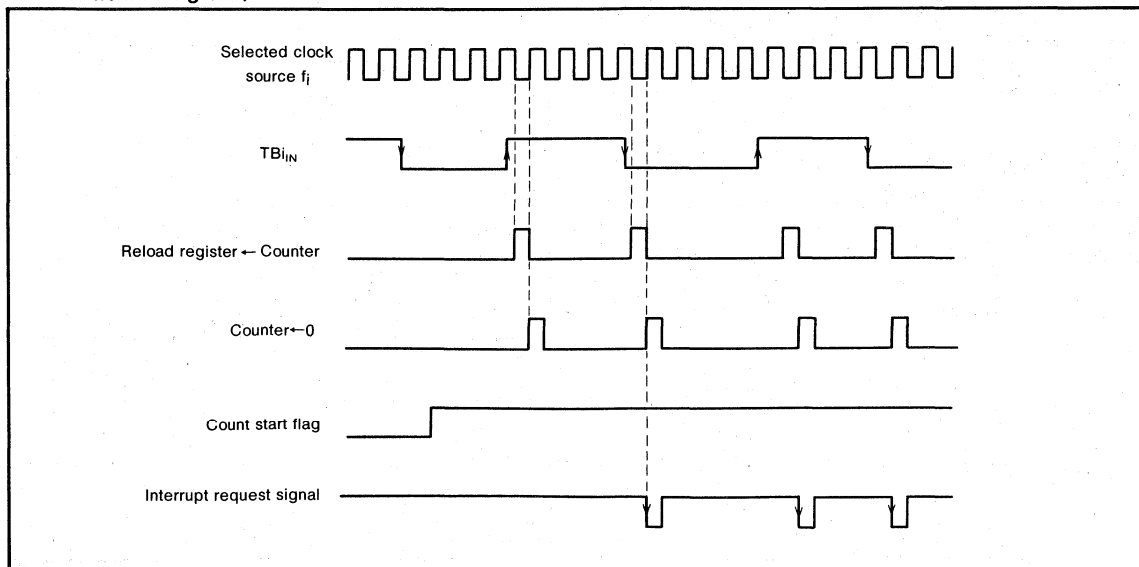 Selected clock
source fi
TBiIN
Reload register ← Counter
Counter←0
Count start flag
Interrupt request signal